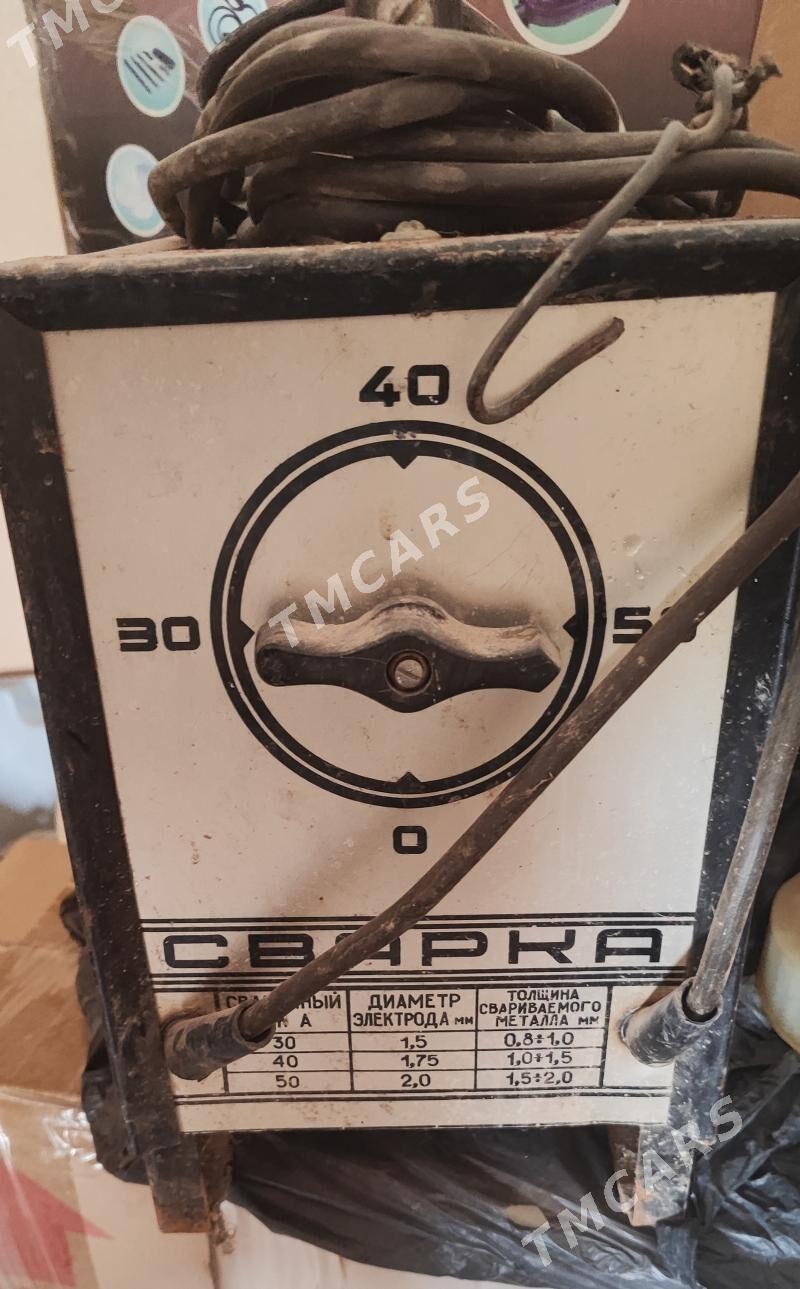 TMCARS
40
TMCARS
30
0
СВАРКА
ДИАМЕТР
ЭЛЕКТРОДА мм
ТОЛЩИНА
СВАРИВАЕМОГО
МЕТАЛЛА мм
А
30 1,5 0,8÷1,0
40 1,75 1,0÷1,5
50 2,0 1,5÷2,0
TMCARS
TMCARS